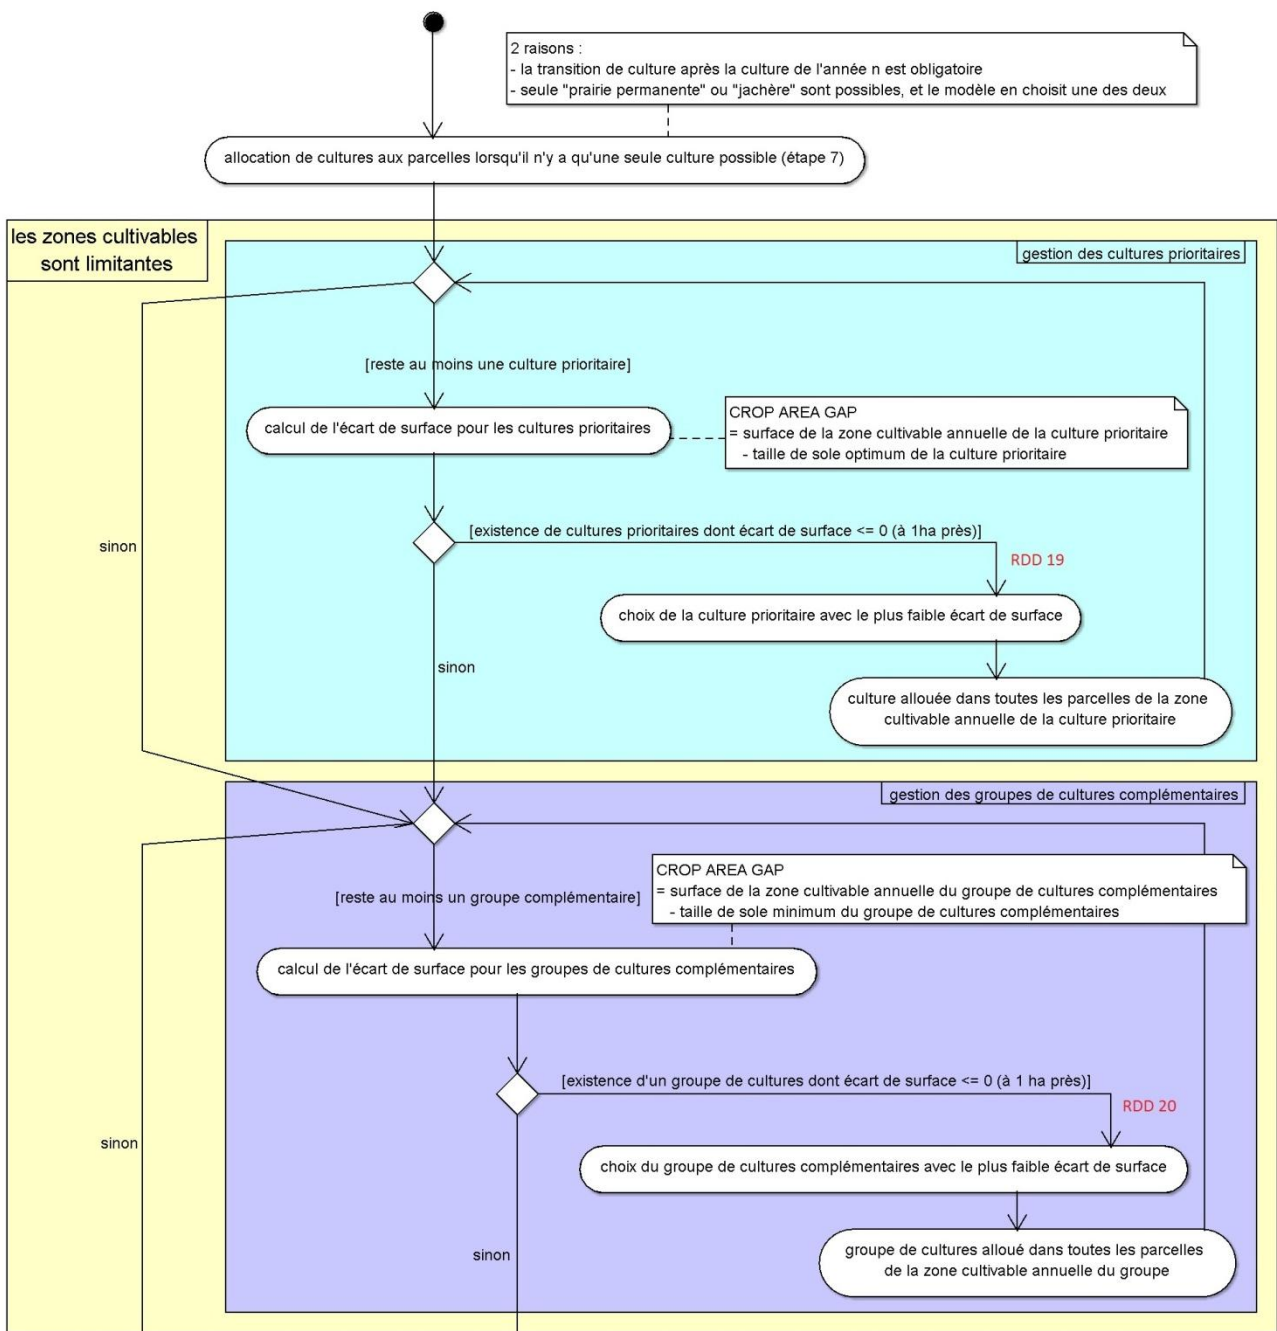 2 raisons :
- la transition de culture après la culture de l'année n est obligatoire
- seule "prairie permanente" ou "jachère" sont possibles, et le modèle en choisit une des deux
allocation de cultures aux parcelles lorsqu'il n'y a qu'une seule culture possible (étape 7)
les zones cultivables
sont limitantes
gestion des cultures prioritaires
[reste au moins une culture prioritaire]
calcul de l'écart de surface pour les cultures prioritaires
CROP AREA GAP
= surface de la zone cultivable annuelle de la culture prioritaire
- taille de sole optimum de la culture prioritaire
sinon
[existence de cultures prioritaires dont écart de surface <= 0 (à 1ha près)]
RDD 19
choix de la culture prioritaire avec le plus faible écart de surface
sinon
culture allouée dans toutes les parcelles de la zone
cultivable annuelle de la culture prioritaire
gestion des groupes de cultures complémentaires
[reste au moins un groupe complémentaire]
CROP AREA GAP
= surface de la zone cultivable annuelle du groupe de cultures complémentaires
- taille de sole minimum du groupe de cultures complémentaires
calcul de l'écart de surface pour les groupes de cultures complémentaires
[existence d'un groupe de cultures dont écart de surface <= 0 (à 1 ha près)]
RDD 20
sinon
choix du groupe de cultures complémentaires avec le plus faible écart de surface
sinon
groupe de cultures alloué dans toutes les parcelles
de la zone cultivable annuelle du groupe